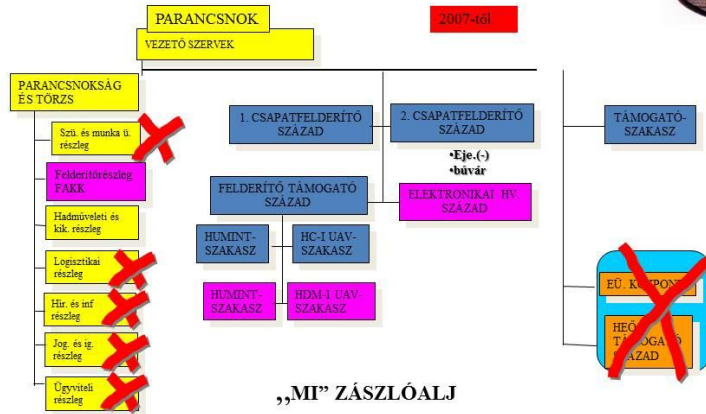 PARANCSNOK
VEZETŐ SZERVEK
2007-től
PARANCSNOKSÁG
ÉS TÖRZS
Szü. és munka ü.
részleg
Felderítőrészleg
FAKK
Hadműveleti és
kik. részleg
Logisztikai
részleg
Hír. és inf
részleg
Jog. és ig.
részleg
Ügyviteli
részleg
1. CSAPATFELDERÍTŐ
SZÁZAD
2. CSAPATFELDERÍTŐ
SZÁZAD
•Eje.(-)
•búvár
FELDERÍTŐ TÁMOGATÓ
SZÁZAD
ELEKTRONIKAI HV.
SZÁZAD
HUMINT-
SZAKASZ
HC-I UAV-
SZAKASZ
HUMINT-
SZAKASZ
HDM-I UAV-
SZAKASZ
TÁMOGATÓ-
SZAKASZ
EÜ. KÖZPONT
TÁMOGATÓ
SZÁZAD
„MI” ZÁSZLÓALJ